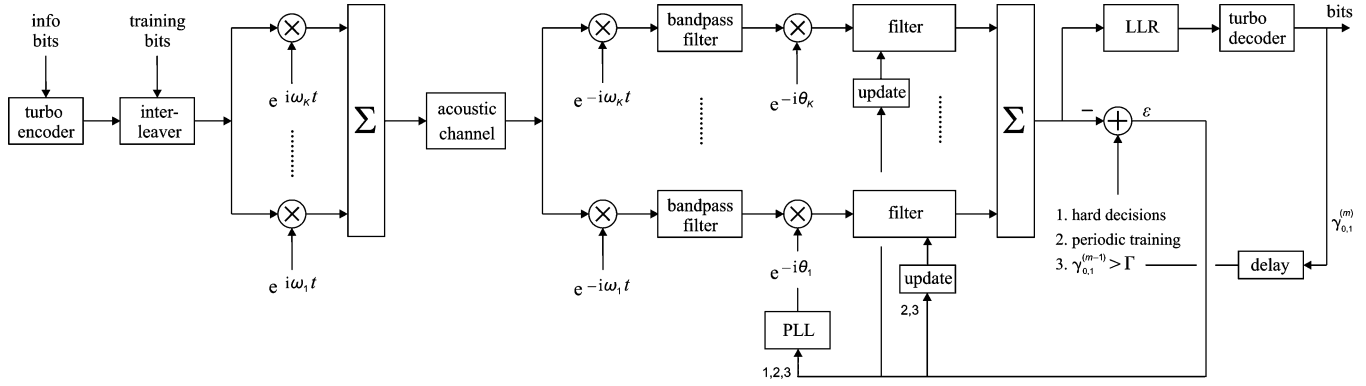 info
bits
training
bits
turbo
encoder
inter-
leaver
e^{iω_K t}
e^{iω_1 t}
Σ
acoustic
channel
e^{-iω_K t}
e^{-iω_1 t}
bandpass
filter
bandpass
filter
e^{-iθ_K}
e^{-iθ_1}
PLL
1,2,3
filter
update
filter
update
2,3
Σ
LLR
turbo
decoder
bits
−
+
ε
1. hard decisions
2. periodic training
3. γ_{0,1}^{(m-1)} > Γ
delay
γ_{0,1}^{(m)}